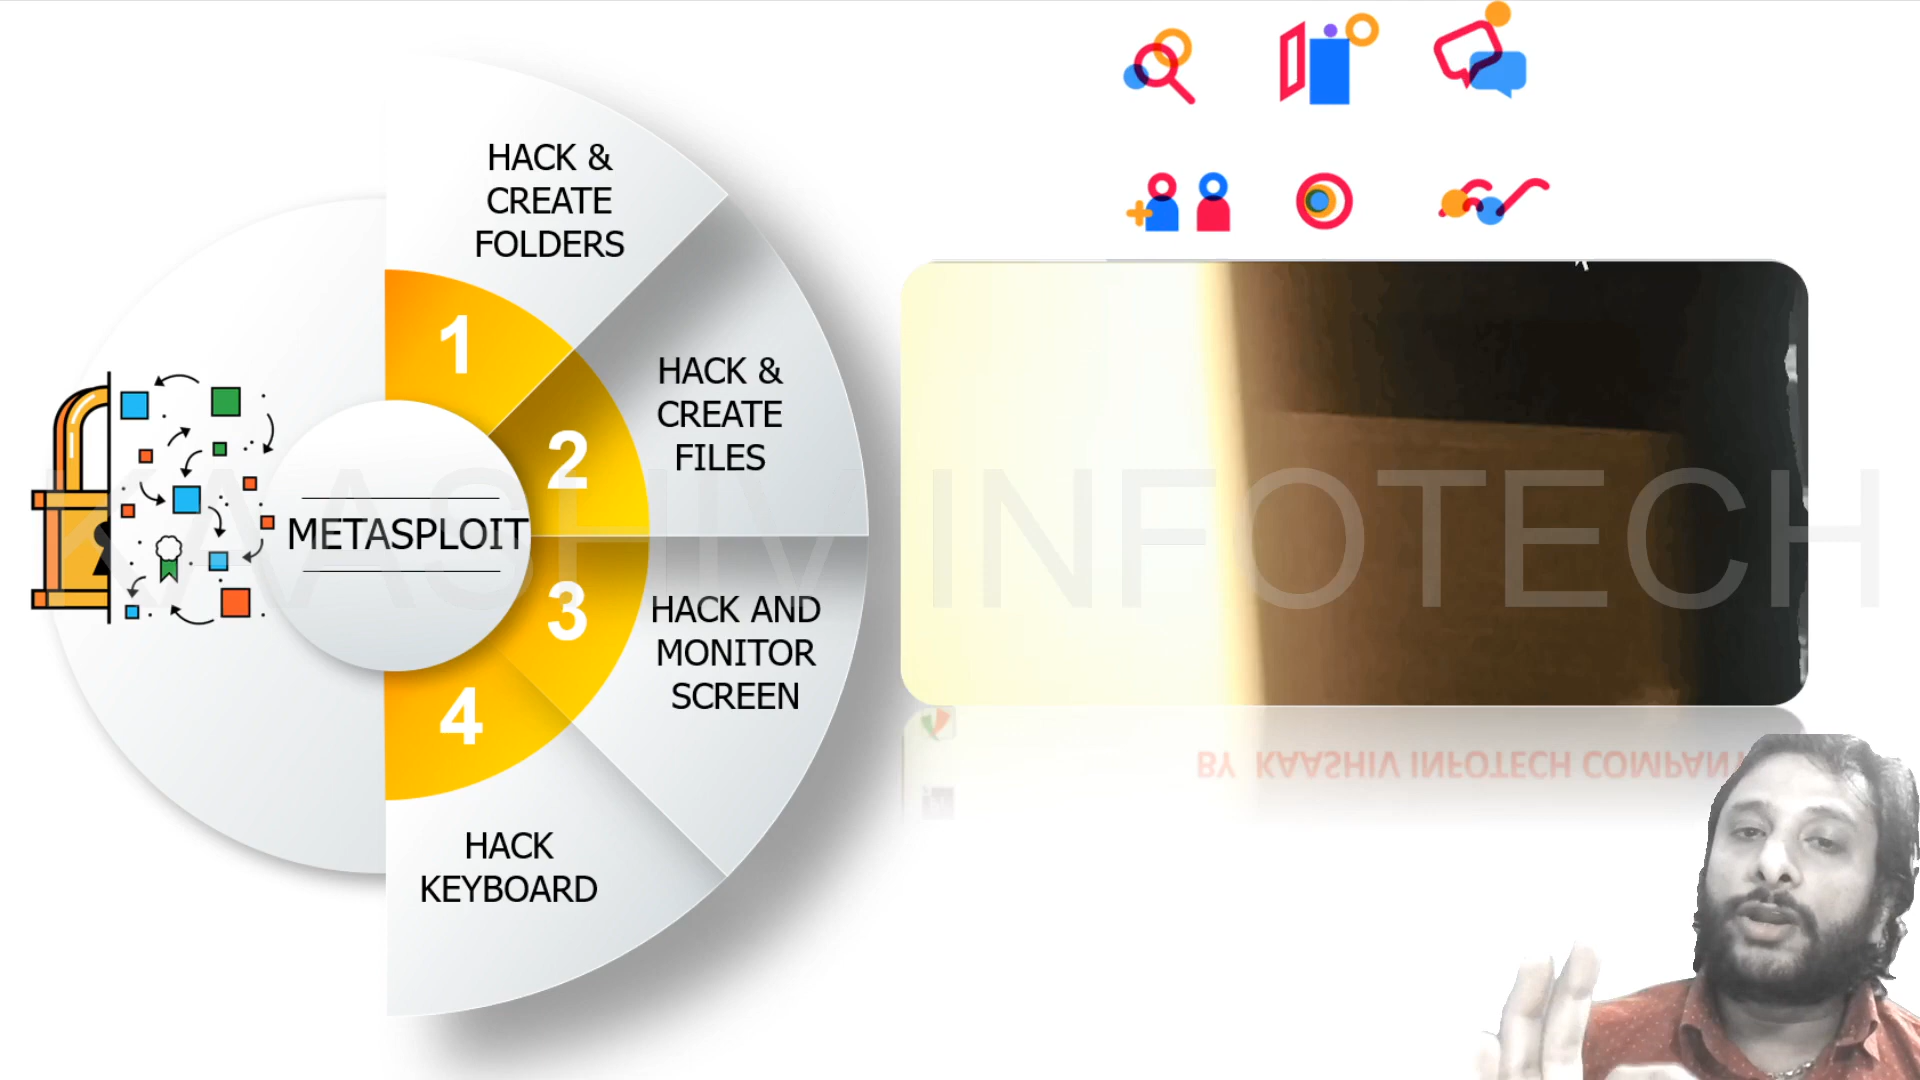 HACK &
CREATE
FOLDERS
1
HACK &
CREATE
FILES
2
METASPLOIT
3
HACK AND
MONITOR
SCREEN
4
HACK
KEYBOARD
KAASHIV INFOTECH
BY KAASHIV INFOTECH COMPAN